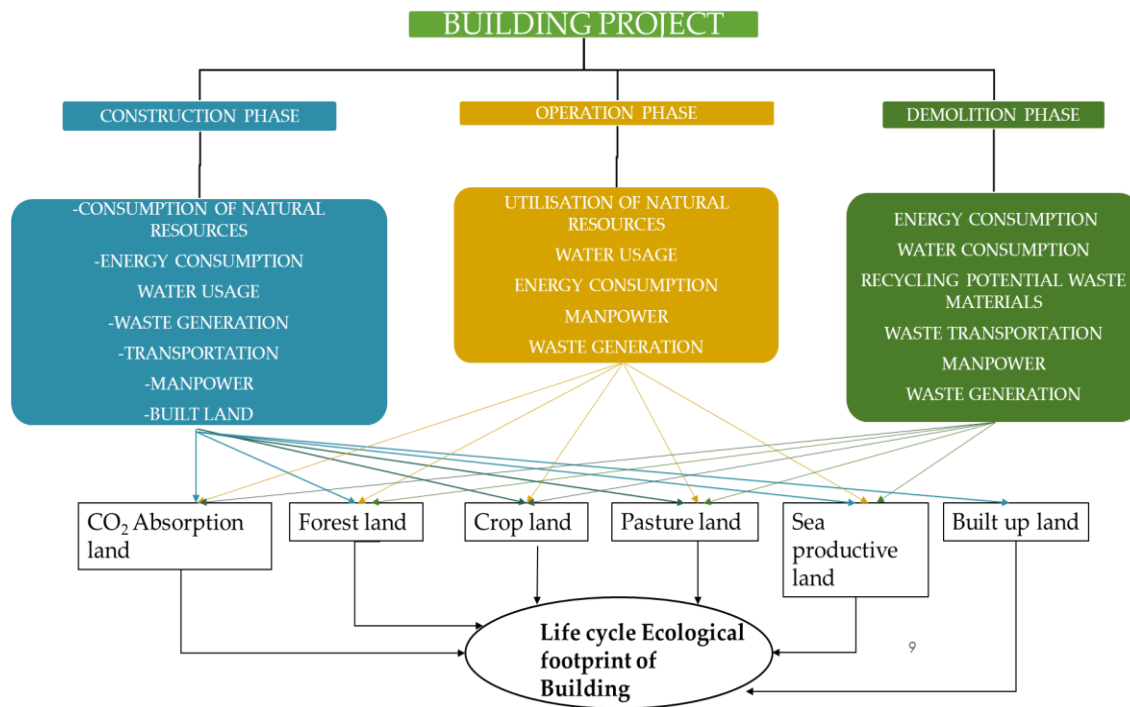 BUILDING PROJECT
CONSTRUCTION PHASE
OPERATION PHASE
DEMOLITION PHASE
-CONSUMPTION OF NATURAL
RESOURCES
-ENERGY CONSUMPTION
WATER USAGE
-WASTE GENERATION
-TRANSPORTATION
-MANPOWER
-BUILT LAND
UTILISATION OF NATURAL
RESOURCES
WATER USAGE
ENERGY CONSUMPTION
MANPOWER
WASTE GENERATION
ENERGY CONSUMPTION
WATER CONSUMPTION
RECYCLING POTENTIAL WASTE
MATERIALS
WASTE TRANSPORTATION
MANPOWER
WASTE GENERATION
CO₂ Absorption
land
Forest land
Crop land
Pasture land
Sea
productive
land
Built up land
Life cycle Ecological
footprint of
Building
9